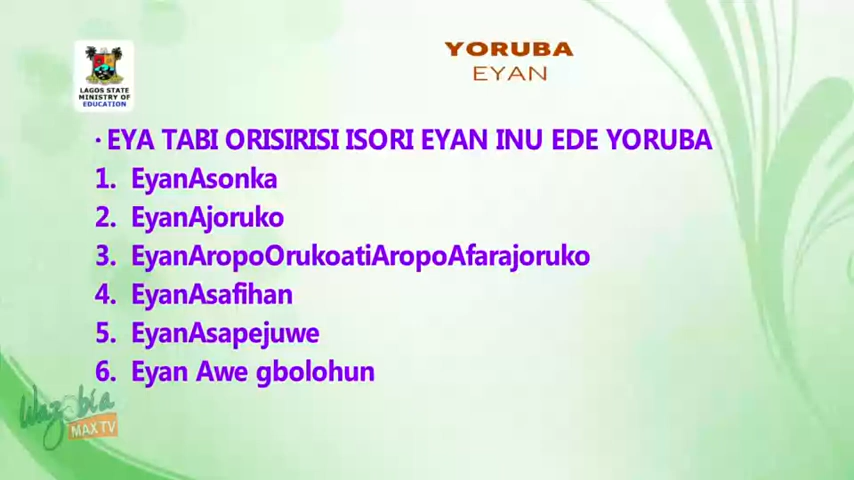 YORUBA
EYAN
LAGOS STATE
MINISTRY OF
EDUCATION
· EYA TABI ORISIRISI ISORI EYAN INU EDE YORUBA
1. EyanAsonka
2. EyanAjoruko
3. EyanAropoOrukoatiAropoAfarajoruko
4. EyanAsafihan
5. EyanAsapejuwe
6. Eyan Awe gbolohun
Wazobia
MAX TV